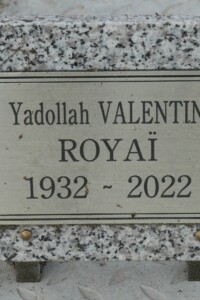 Yadollah VALENTIN
ROYAÏ
1932 ~ 2022